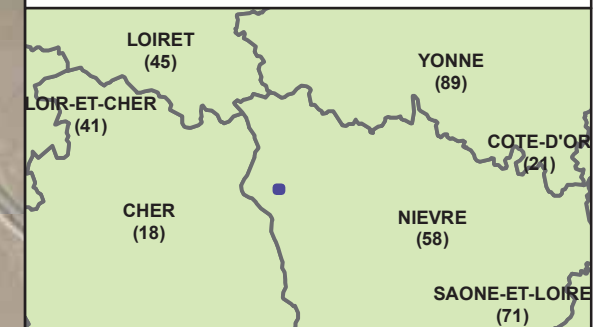 LOIRET
(45)
YONNE
(89)
LOIR-ET-CHER
(41)
COTE-D'OR
(21)
CHER
(18)
NIEVRE
(58)
SAONE-ET-LOIRE
(71)